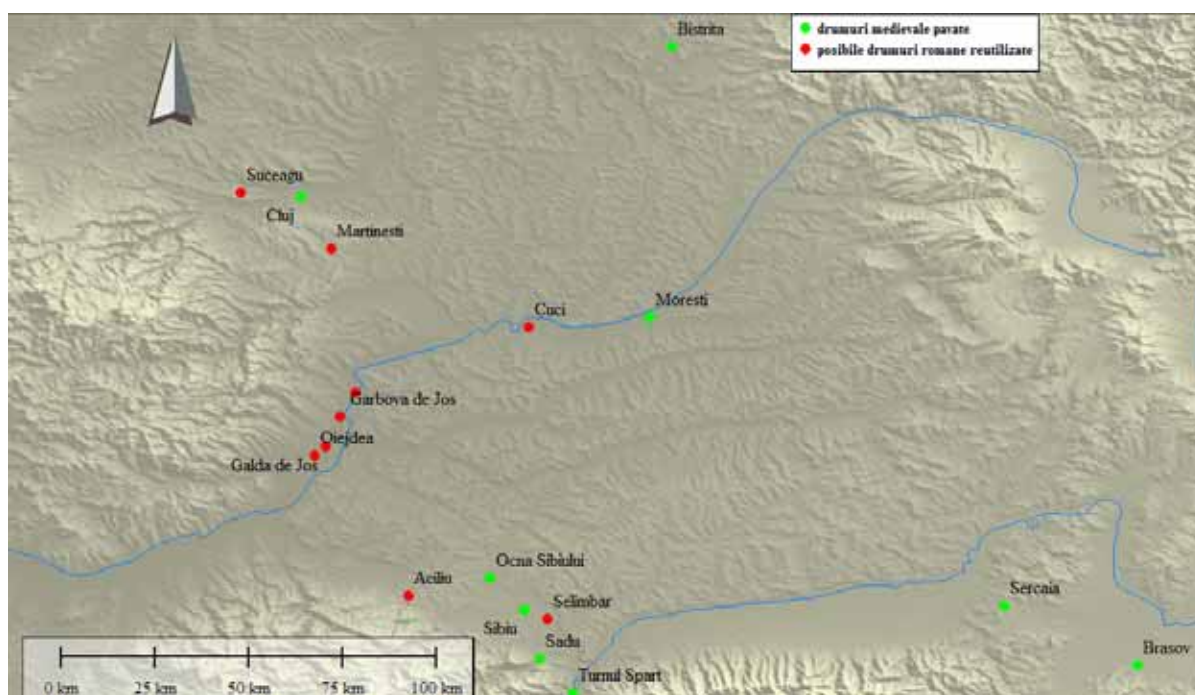 Bistrita
drumuri medievale pavate
posibile drumuri romane reutilizate
Suceagu
Cluj
Martinesti
Cuci
Moresti
Garbova de Jos
Oiejdea
Galda de Jos
Ocna Sibiului
Aciliu
Selimbar
Sibiu
Sadu
Sercaia
Brasov
Turnul Spart
0 km 25 km 50 km 75 km 100 km